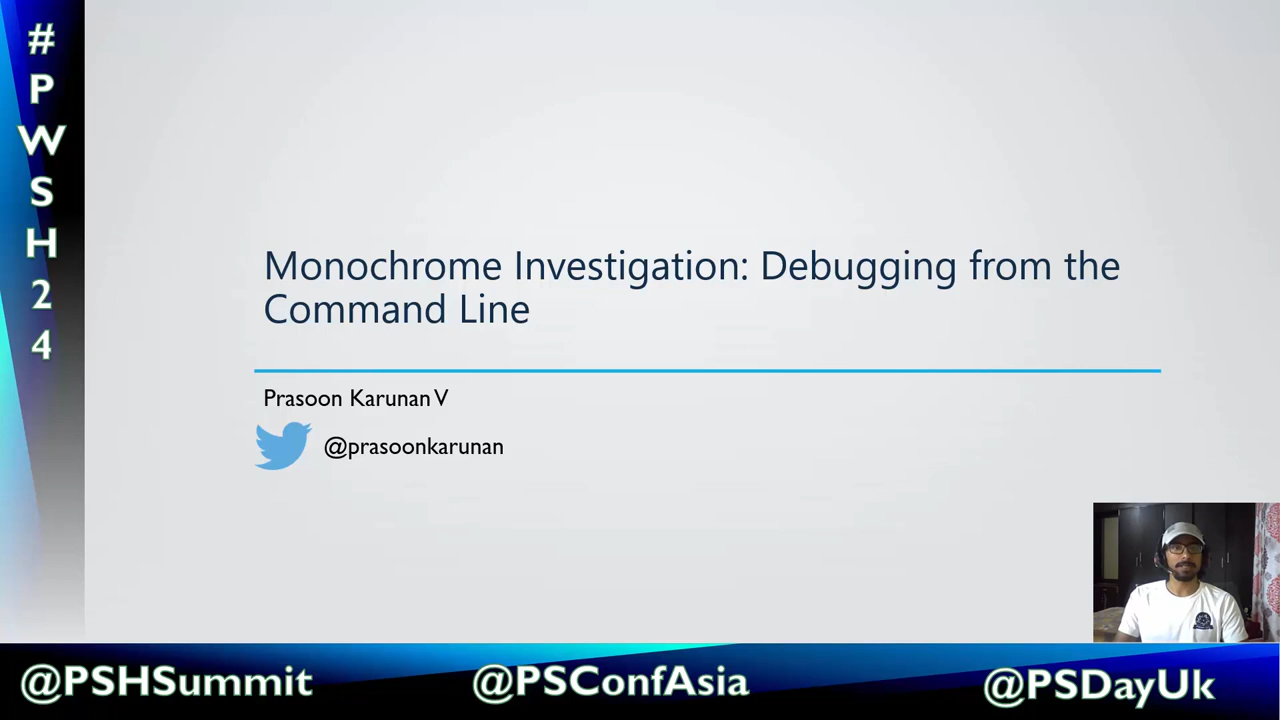 #
P
W
S
H
2
4
Monochrome Investigation: Debugging from the
Command Line
Prasoon Karunan V
@prasoonkarunan
@PSHSummit
@PSConfAsia
@PSDayUk